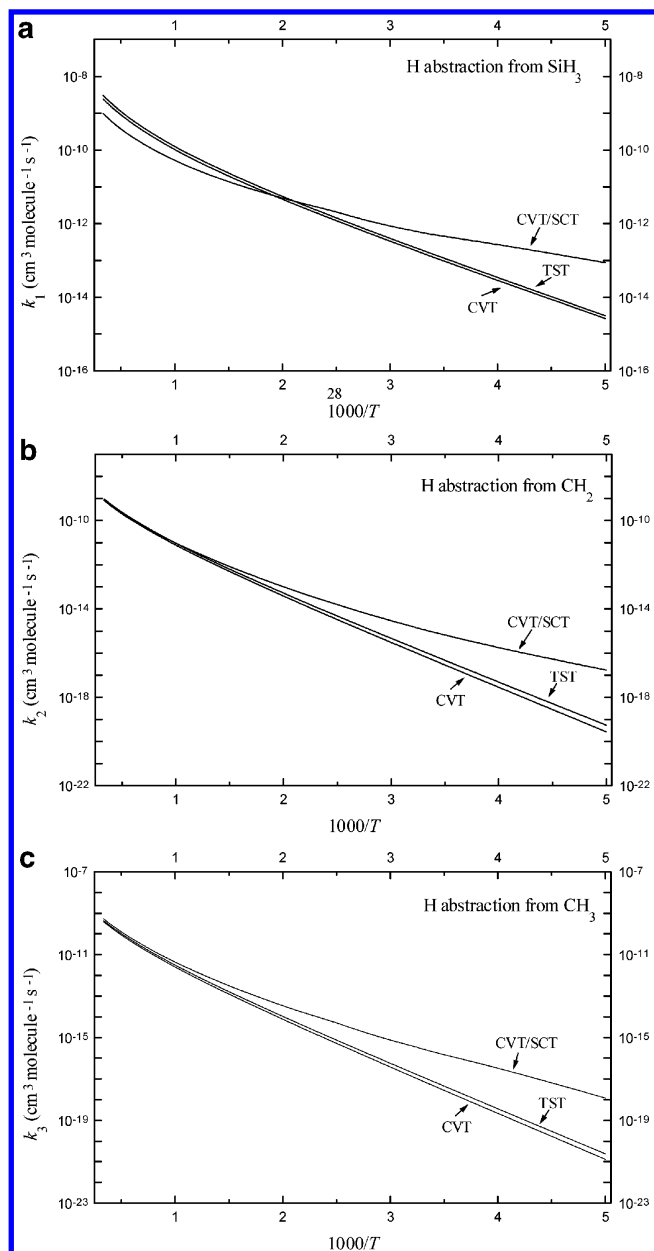 a
1 2 3 4 5
H abstraction from SiH3
10-8 10-8
10-10 10-10
10-12 10-12
10-14 10-14
10-16 10-16
k1 (cm3 molecule-1 s-1)
CVT/SCT
TST
CVT
1 2 3 4 5
28
1000/T
b
1 2 3 4 5
H abstraction from CH2
10-10 10-10
10-14 10-14
10-18 10-18
10-22 10-22
k2 (cm3 molecule-1 s-1)
CVT/SCT
TST
CVT
1 2 3 4 5
1000/T
c
1 2 3 4 5
10-7 10-7
H abstraction from CH3
10-11 10-11
10-15 10-15
10-19 10-19
10-23 10-23
k3 (cm3 molecule-1 s-1)
CVT/SCT
TST
CVT
1 2 3 4 5
1000/T